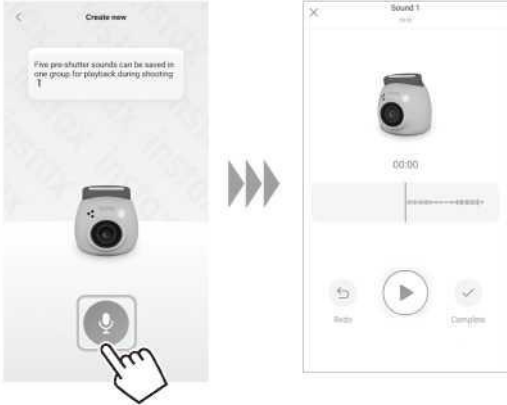 Create new
Five pre-shutter sounds can be saved in
one group for playback during shooting
1
Sound 1
00:00
Redo
Complete